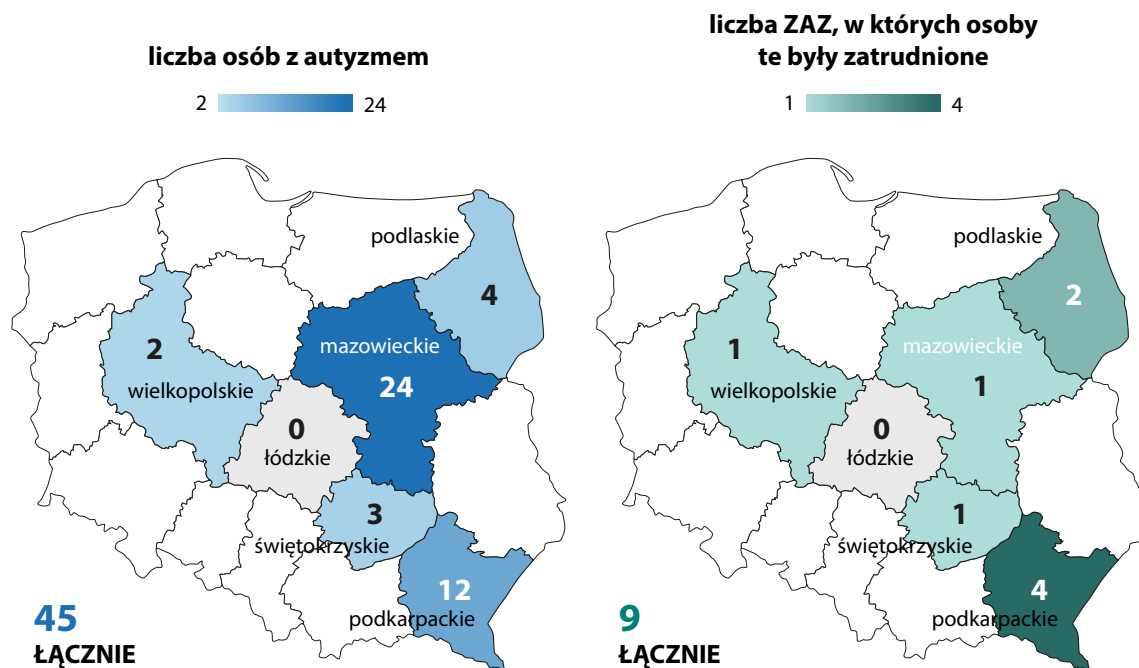 liczba osób z autyzmem
2 24
podlaskie
4
mazowieckie
24
2
wielkopolskie
0
łódzkie
3
świętokrzyskie
12
podkarpackie
45
ŁĄCZNIE
liczba ZAZ, w których osoby
te były zatrudnione
1 4
podlaskie
2
mazowieckie
1
1
wielkopolskie
0
łódzkie
1
świętokrzyskie
4
podkarpackie
9
ŁĄCZNIE